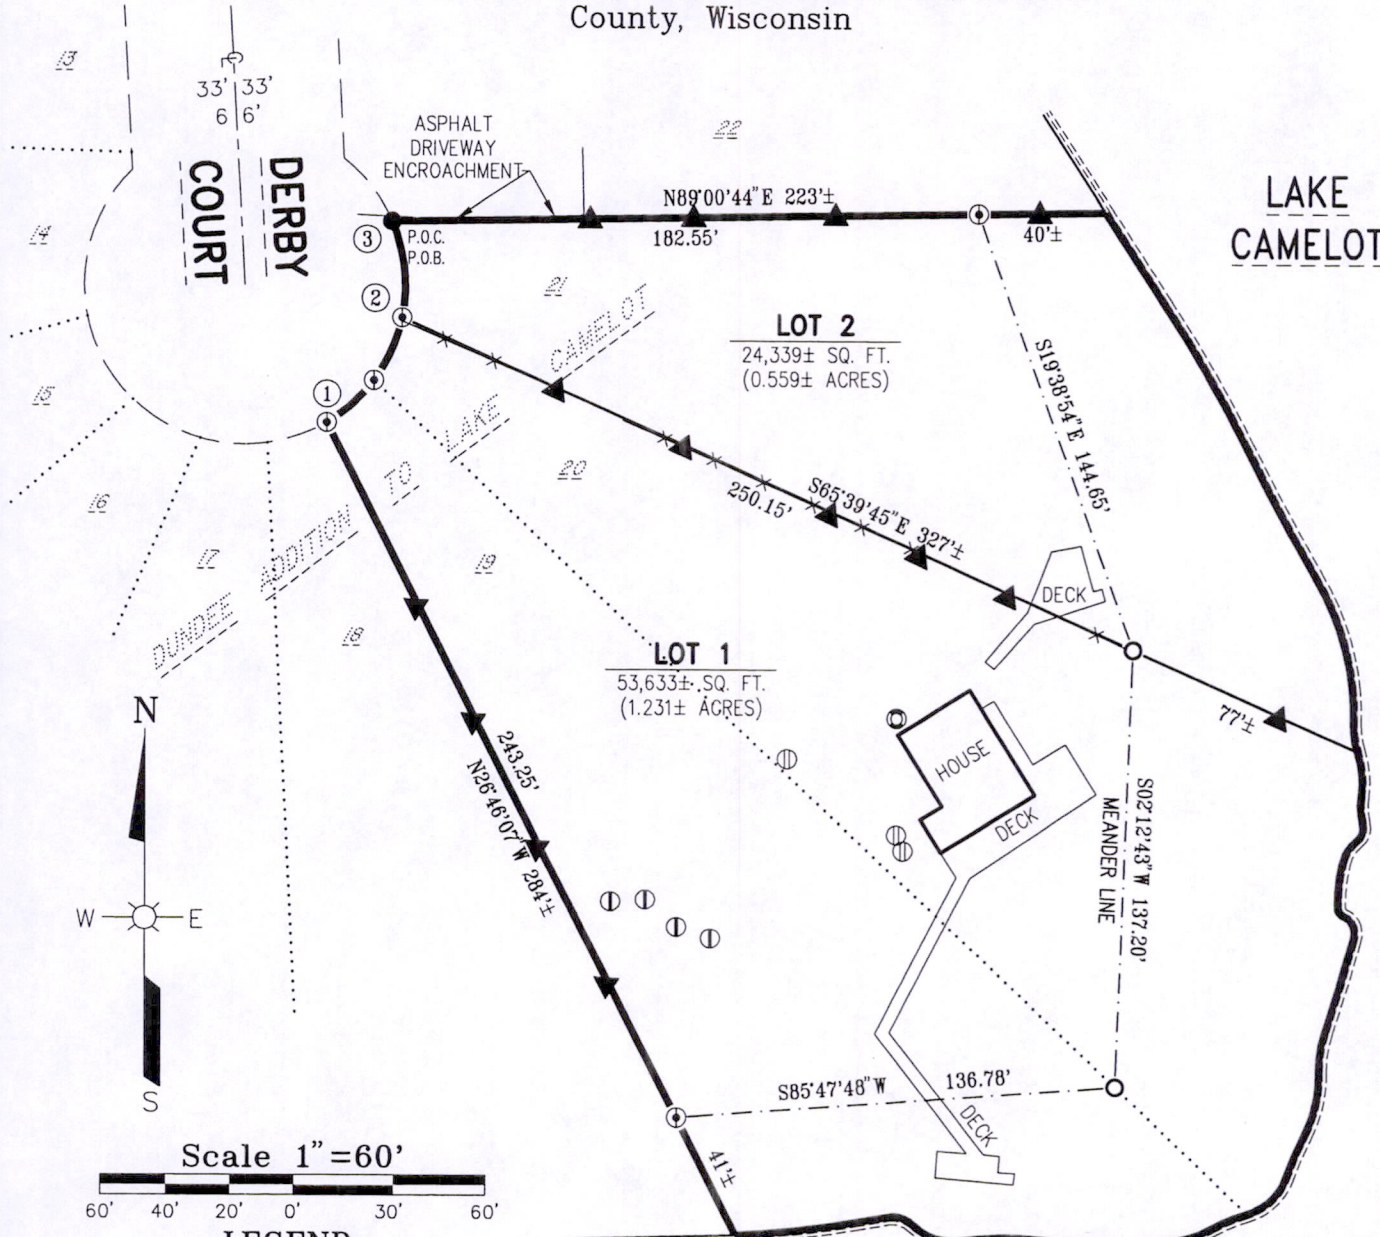 County, Wisconsin
13
33' 33'
6 6'
ASPHALT
DRIVEWAY
ENCROACHMENT
22
DERBY
COURT
LAKE
CAMELOT
N89°00'44"E 223'±
182.55'
40'±
14
3
P.O.C.
P.O.B.
21
2
LOT 2
24,339± SQ. FT.
(0.559± ACRES)
S19°38'54"E 144.65'
15
1
DUNDEE ADDITION TO LAKE CAMELOT
20
16
S65°39'45"E 327'±
250.15'
17
19
18
DECK
LOT 1
53,633± SQ. FT.
(1.231± ACRES)
77'±
N
W E
S
243.25'
N26°46'07"W 284'±
HOUSE
DECK
S02°12'43"W 137.20'
MEANDER LINE
S85°47'48"W 136.78'
DECK
41'±
Scale 1"=60'
60' 40' 20' 0' 30' 60'
LEGEND